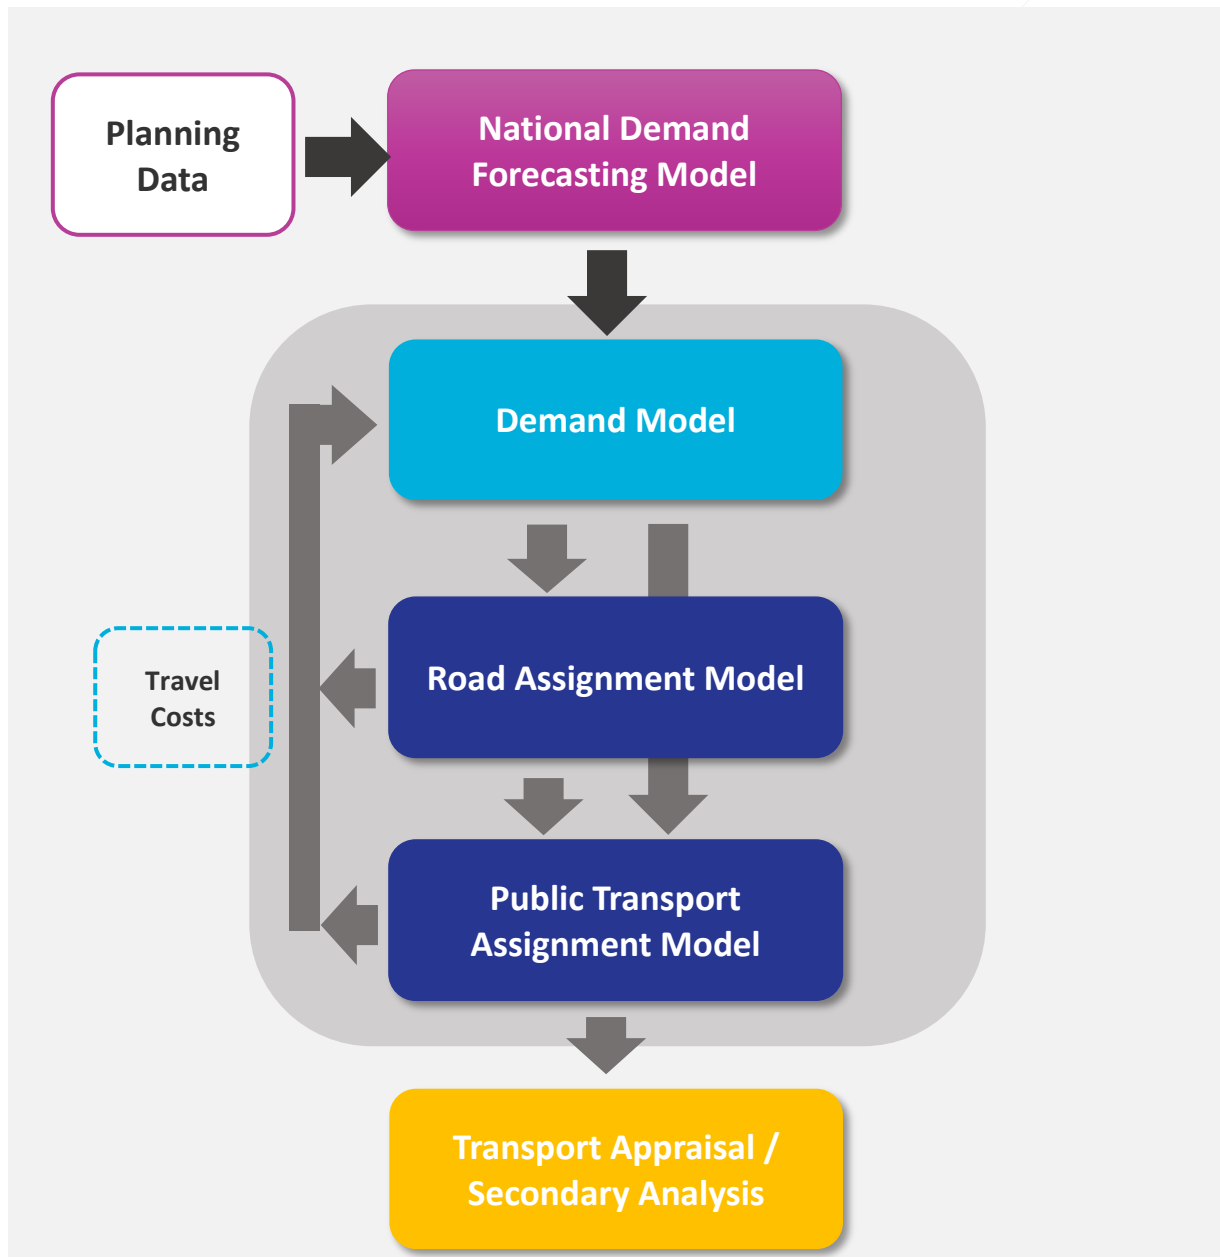 Planning
Data
National Demand
Forecasting Model
Demand Model
Road Assignment Model
Travel
Costs
Public Transport
Assignment Model
Transport Appraisal /
Secondary Analysis